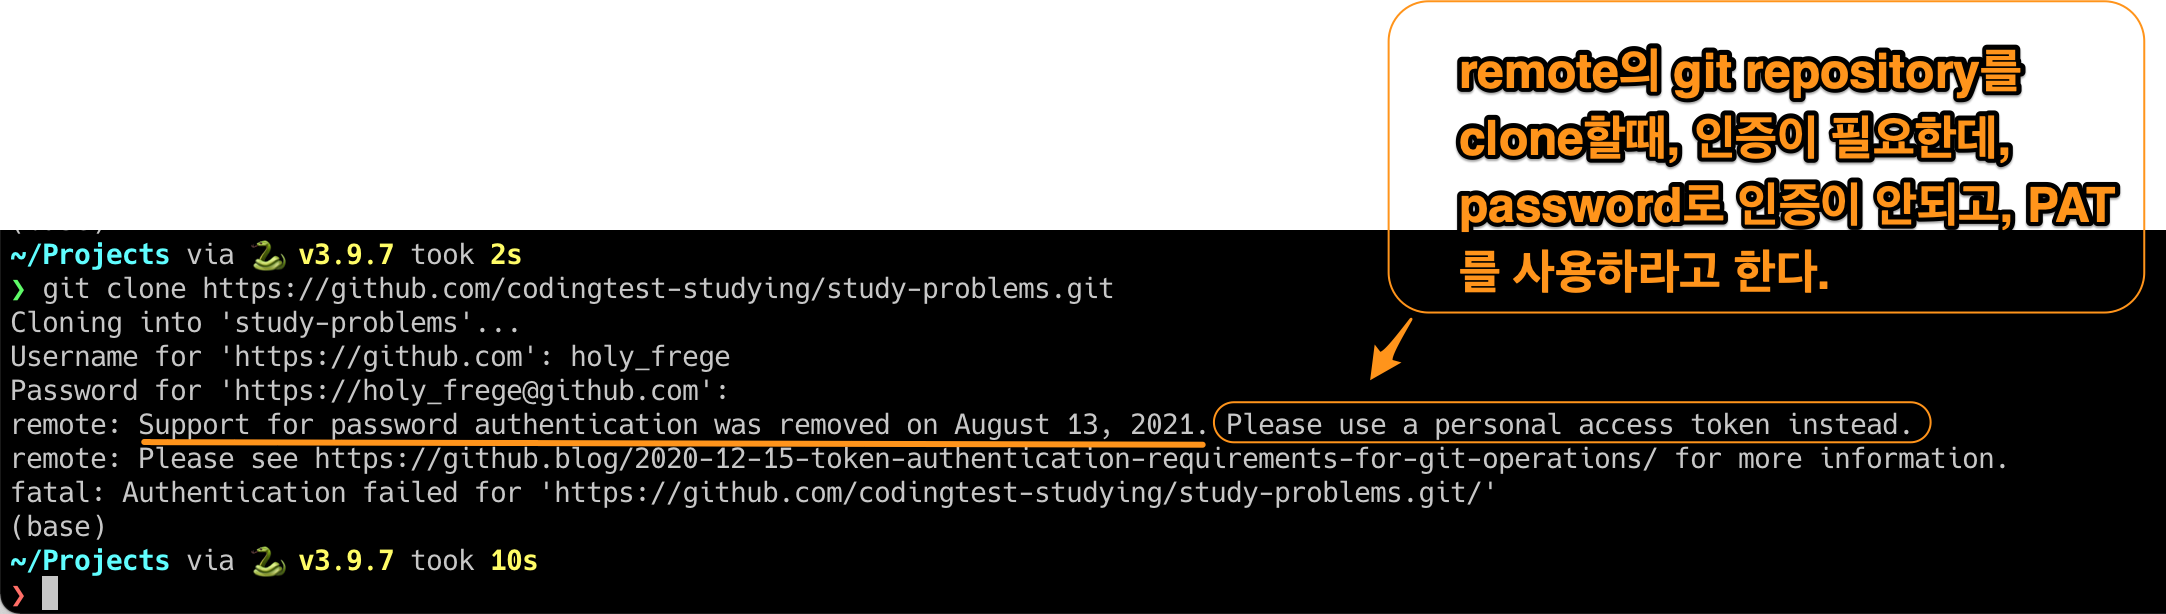 remote의 git repository를
clone할때, 인증이 필요한데,
password로 인증이 안되고, PAT
를 사용하라고 한다.
(base)
~/Projects via 🐍 v3.9.7 took 2s
❯ git clone https://github.com/codingtest-studying/study-problems.git
Cloning into 'study-problems'...
Username for 'https://github.com': holy_frege
Password for 'https://holy_frege@github.com':
remote: Support for password authentication was removed on August 13, 2021. Please use a personal access token instead.
remote: Please see https://github.blog/2020-12-15-token-authentication-requirements-for-git-operations/ for more information.
fatal: Authentication failed for 'https://github.com/codingtest-studying/study-problems.git/'
(base)
~/Projects via 🐍 v3.9.7 took 10s
❯